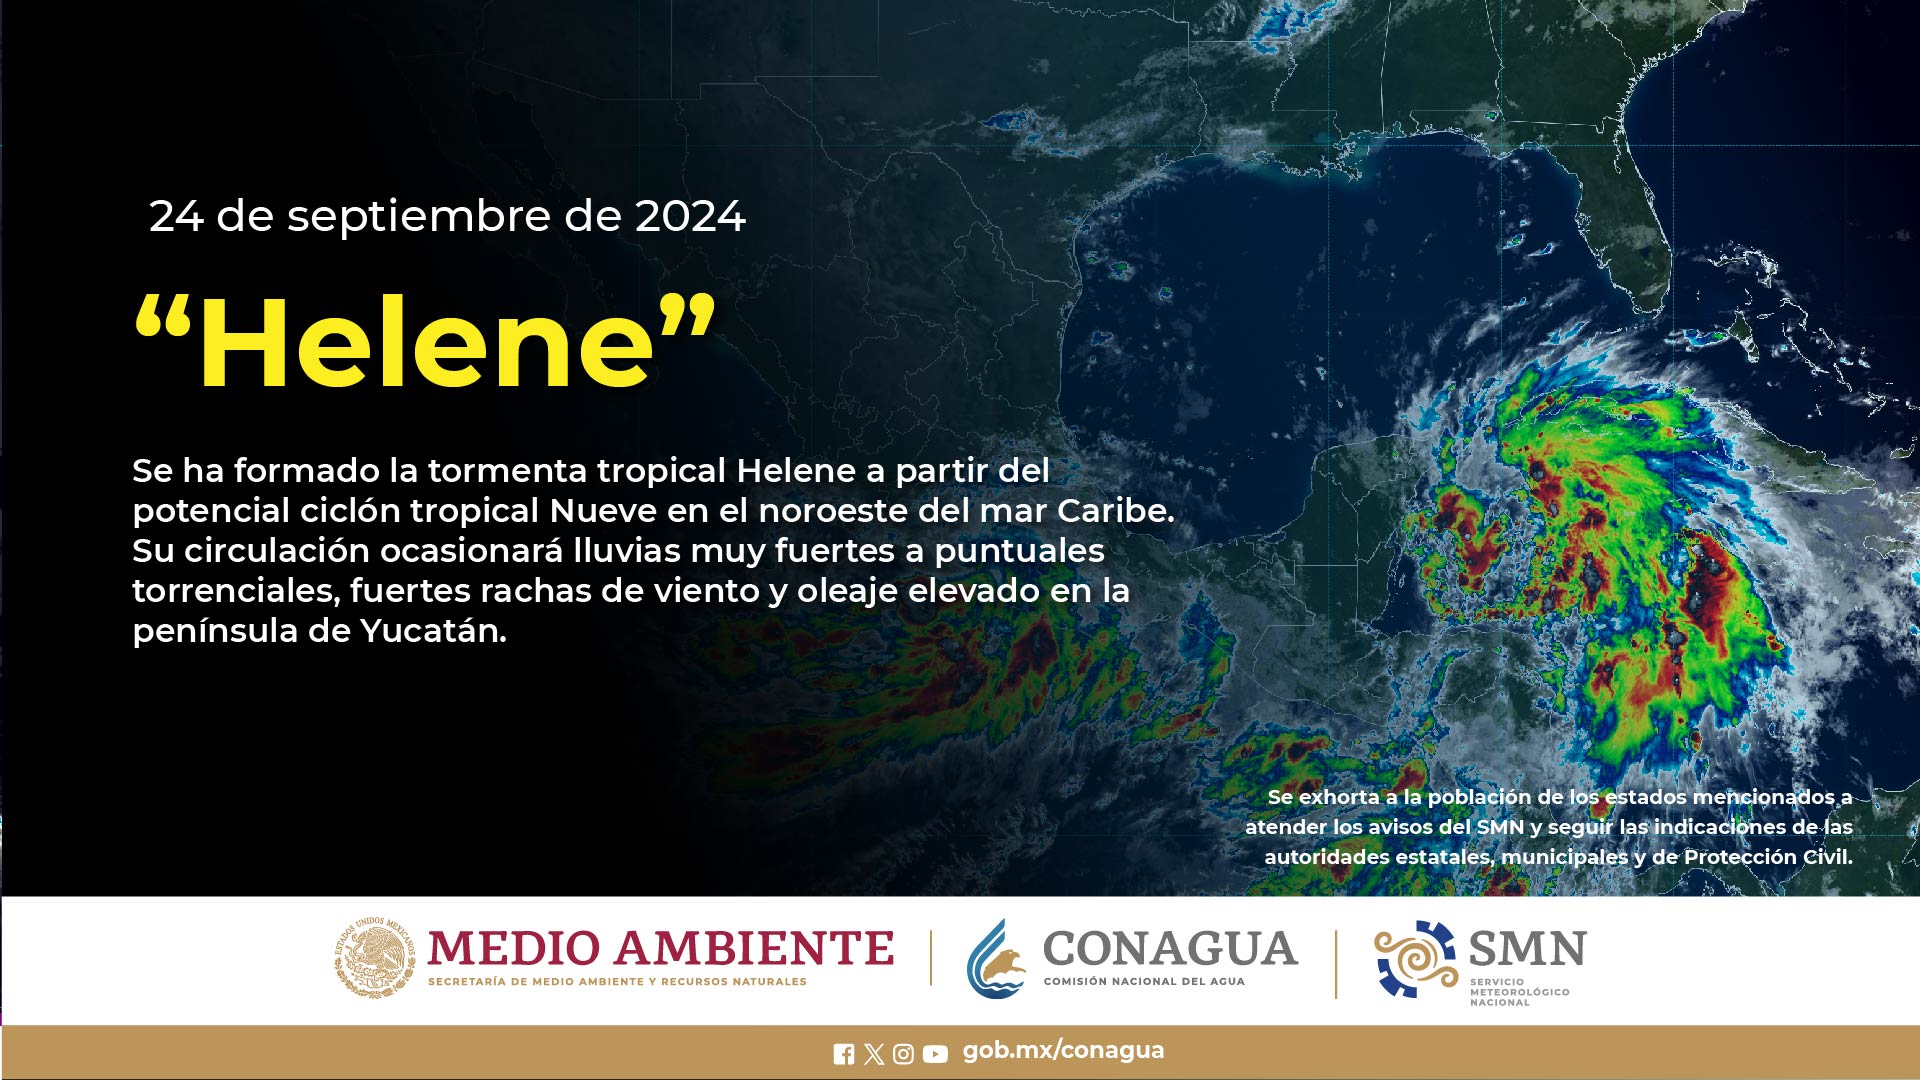 24 de septiembre de 2024
“Helene”
Se ha formado la tormenta tropical Helene a partir del
potencial ciclón tropical Nueve en el noroeste del mar Caribe.
Su circulación ocasionará lluvias muy fuertes a puntuales
torrenciales, fuertes rachas de viento y oleaje elevado en la
península de Yucatán.
Se exhorta a la población de los estados mencionados a
atender los avisos del SMN y seguir las indicaciones de las
autoridades estatales, municipales y de Protección Civil.
ESTADOS UNIDOS MEXICANOS
MEDIO AMBIENTE
SECRETARÍA DE MEDIO AMBIENTE Y RECURSOS NATURALES
CONAGUA
COMISIÓN NACIONAL DEL AGUA
SMN
SERVICIO
METEOROLÓGICO
NACIONAL
gob.mx/conagua